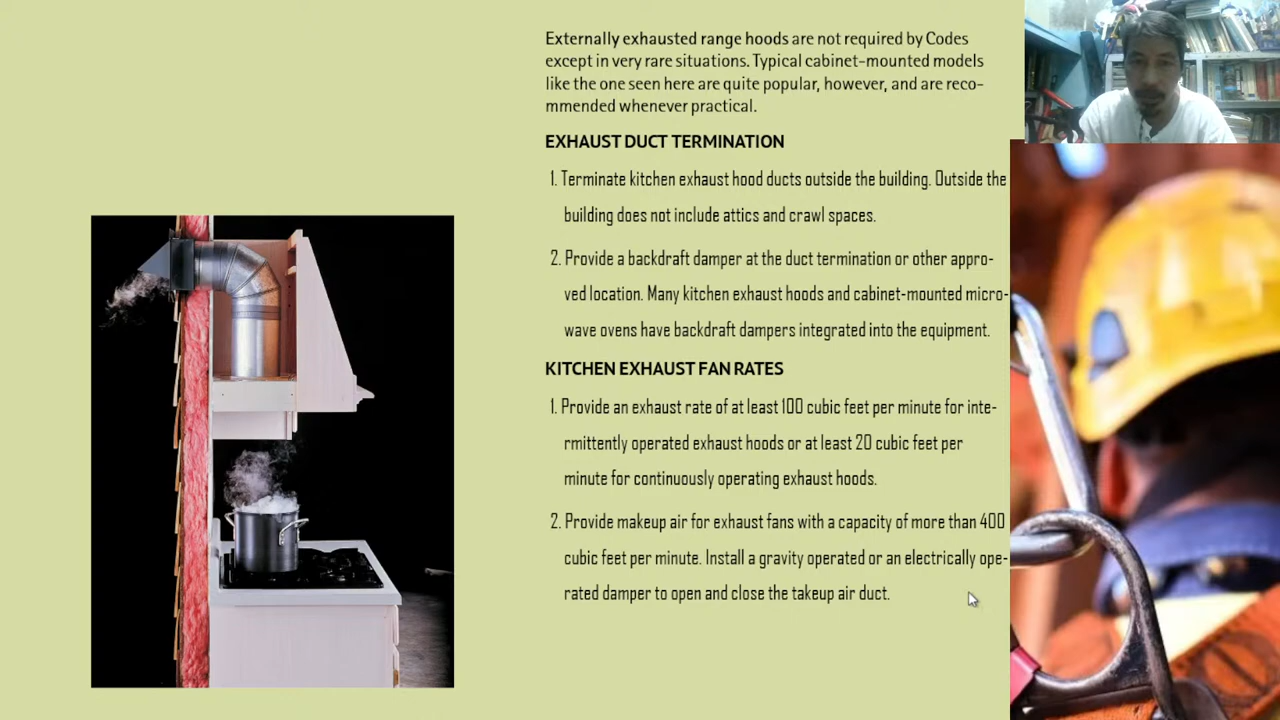 Externally exhausted range hoods are not required by Codes
except in very rare situations. Typical cabinet-mounted models
like the one seen here are quite popular, however, and are reco-
mmended whenever practical.
EXHAUST DUCT TERMINATION
1. Terminate kitchen exhaust hood ducts outside the building. Outside the
building does not include attics and crawl spaces.
2. Provide a backdraft damper at the duct termination or other appro-
ved location. Many kitchen exhaust hoods and cabinet-mounted micro-
wave ovens have backdraft dampers integrated into the equipment.
KITCHEN EXHAUST FAN RATES
1. Provide an exhaust rate of at least 100 cubic feet per minute for inte-
rmittently operated exhaust hoods or at least 20 cubic feet per
minute for continuously operating exhaust hoods.
2. Provide makeup air for exhaust fans with a capacity of more than 400
cubic feet per minute. Install a gravity operated or an electrically ope-
rated damper to open and close the takeup air duct.